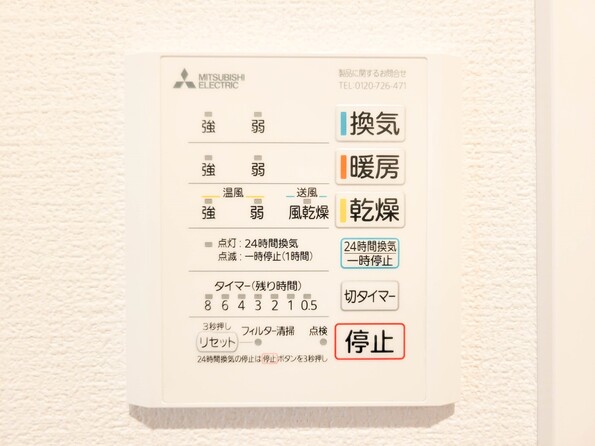 MITSUBISHI
ELECTRIC
製品に関するお問合せ
TEL 0120-726-471
強 弱 換気
強 弱 暖房
温風 送風
強 弱 風乾燥 乾燥
点灯:24時間換気
点滅:一時停止(1時間)
24時間換気
一時停止
タイマー(残り時間)
8 6 4 3 2 1 0.5
切タイマー
3秒押し
リセット フィルター清掃 点検
停止
24時間換気の停止は停止ボタンを3秒押し